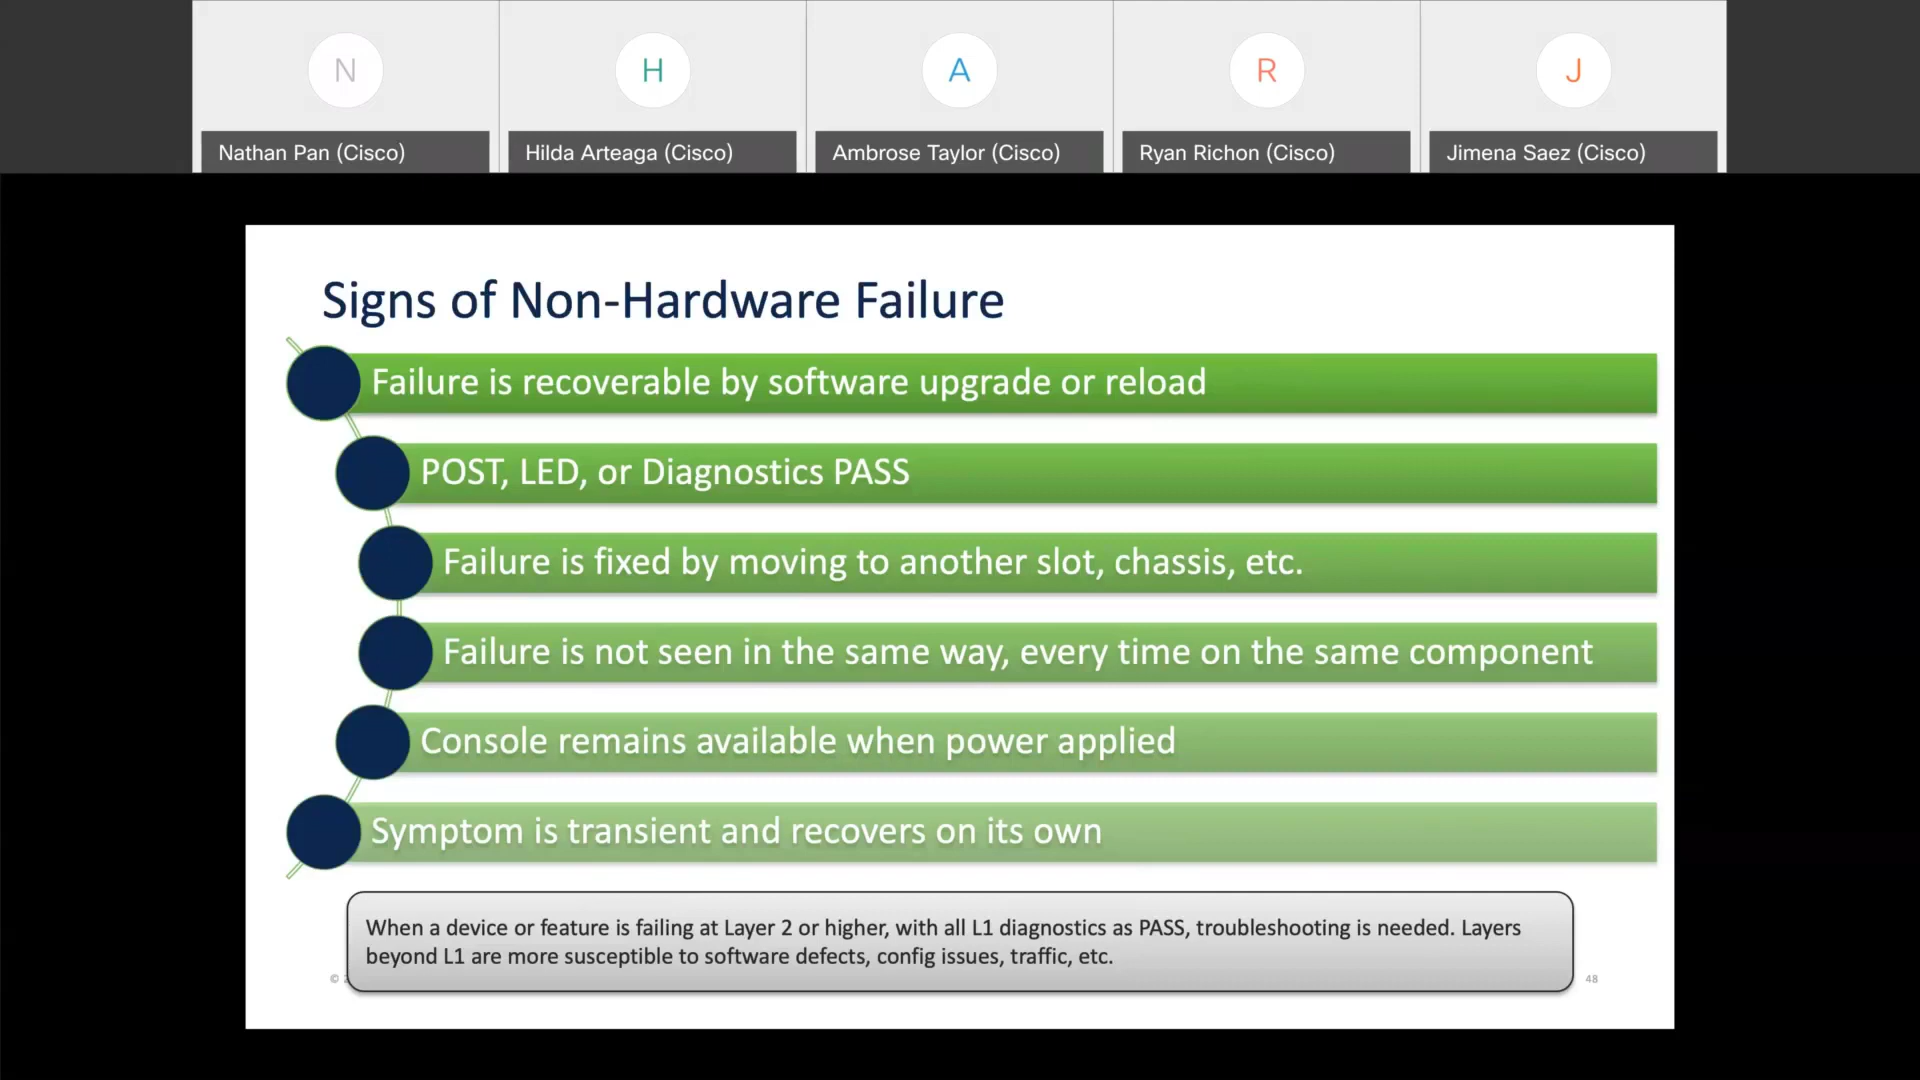 N
H
A
R
J
Nathan Pan (Cisco)
Hilda Arteaga (Cisco)
Ambrose Taylor (Cisco)
Ryan Richon (Cisco)
Jimena Saez (Cisco)
Signs of Non-Hardware Failure
Failure is recoverable by software upgrade or reload
POST, LED, or Diagnostics PASS
Failure is fixed by moving to another slot, chassis, etc.
Failure is not seen in the same way, every time on the same component
Console remains available when power applied
Symptom is transient and recovers on its own
When a device or feature is failing at Layer 2 or higher, with all L1 diagnostics as PASS, troubleshooting is needed. Layers
beyond L1 are more susceptible to software defects, config issues, traffic, etc.
©
48